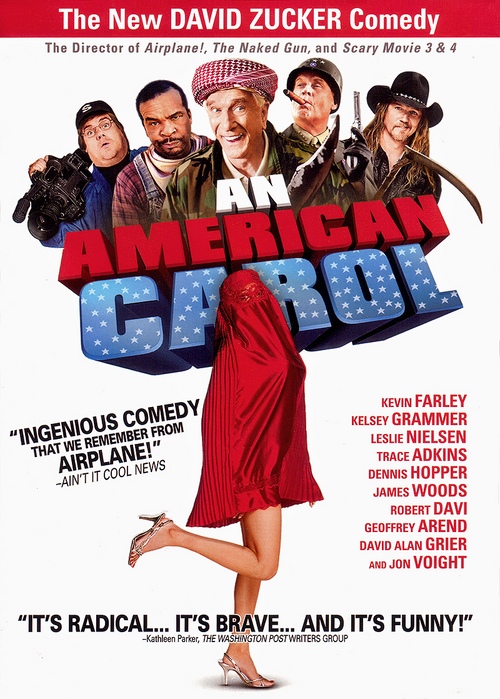 The New DAVID ZUCKER Comedy
The Director of Airplane!, The Naked Gun, and Scary Movie 3 & 4
S
AN
AMERICAN
CAROL
"INGENIOUS COMEDY
THAT WE REMEMBER FROM
AIRPLANE!"
–AIN'T IT COOL NEWS
KEVIN FARLEY
KELSEY GRAMMER
LESLIE NIELSEN
TRACE ADKINS
DENNIS HOPPER
JAMES WOODS
ROBERT DAVI
GEOFFREY AREND
DAVID ALAN GRIER
AND JON VOIGHT
"IT'S RADICAL... IT'S BRAVE... AND IT'S FUNNY!"
–Kathleen Parker, THE WASHINGTON POST WRITERS GROUP